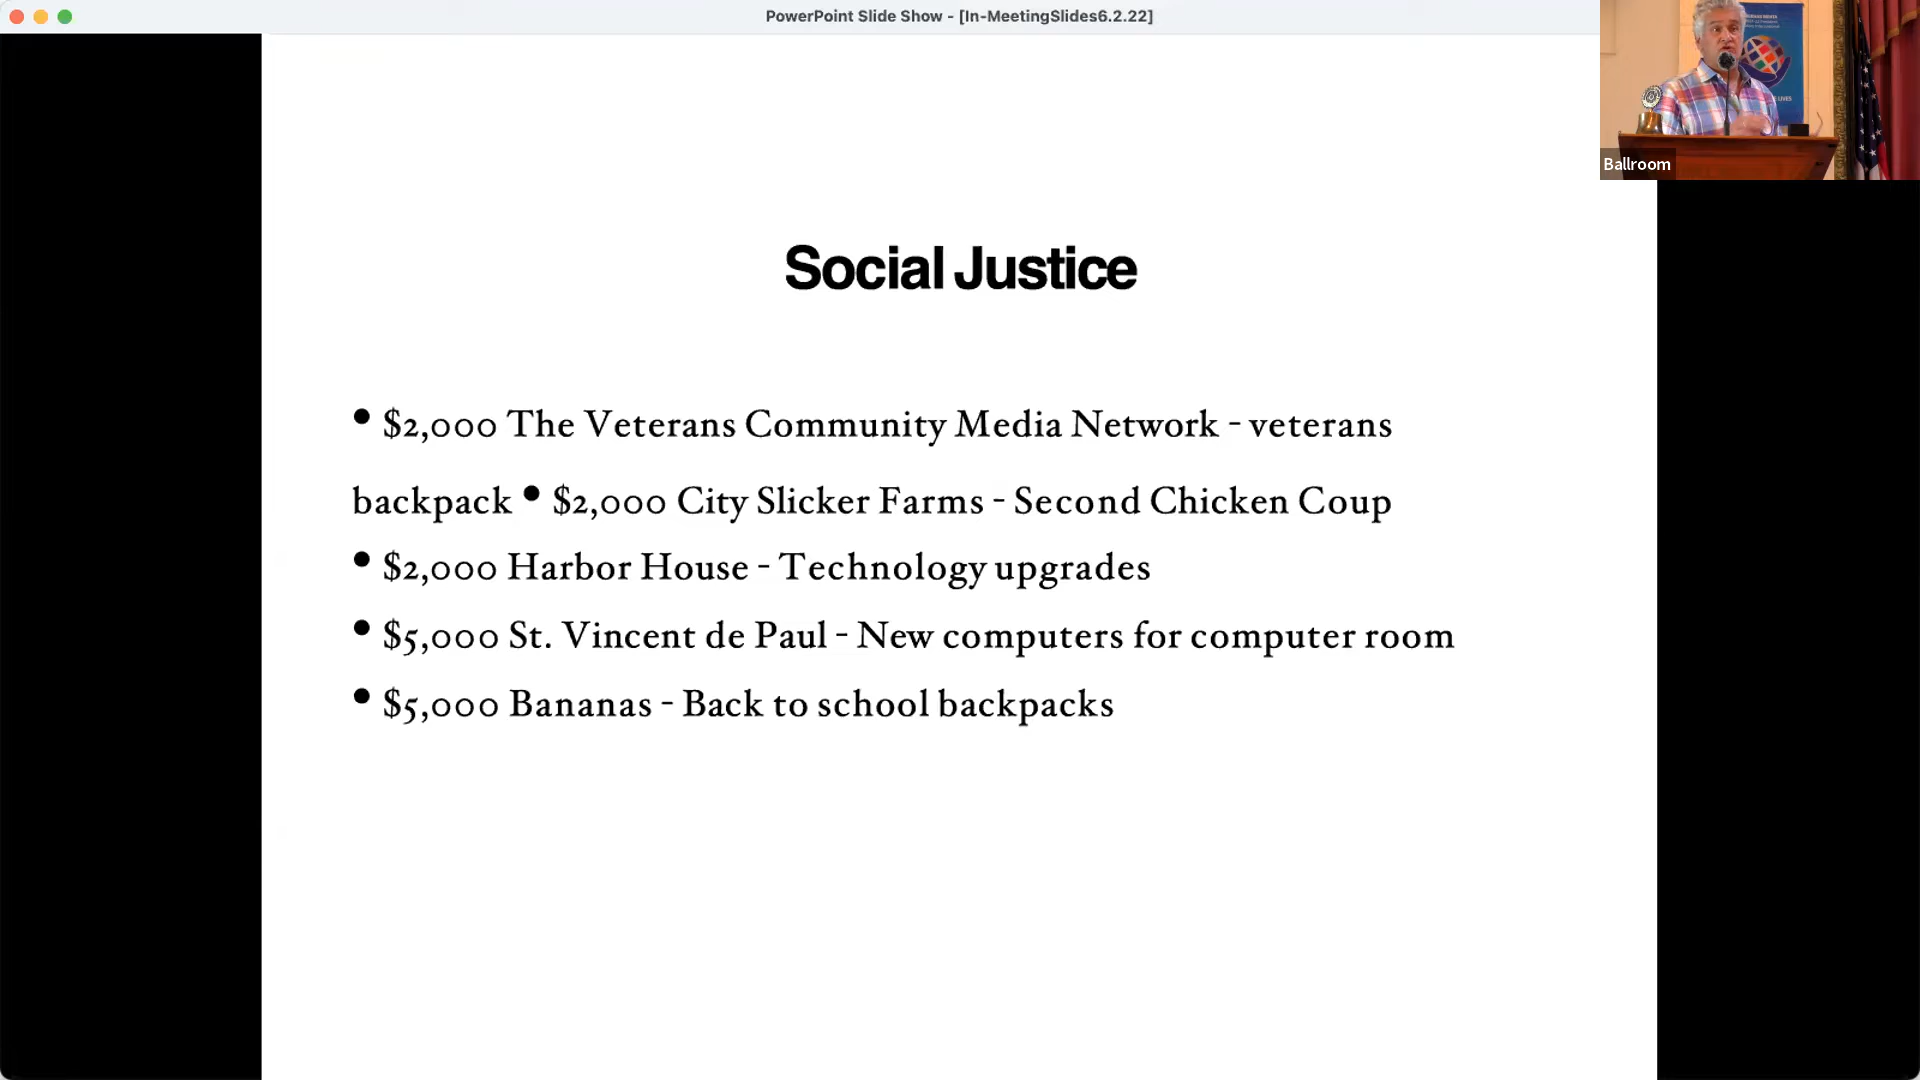 PowerPoint Slide Show - [In-MeetingSlides6.2.22]
Ballroom
Social Justice
• $2,000 The Veterans Community Media Network - veterans
backpack • $2,000 City Slicker Farms - Second Chicken Coup
• $2,000 Harbor House - Technology upgrades
• $5,000 St. Vincent de Paul - New computers for computer room
• $5,000 Bananas - Back to school backpacks